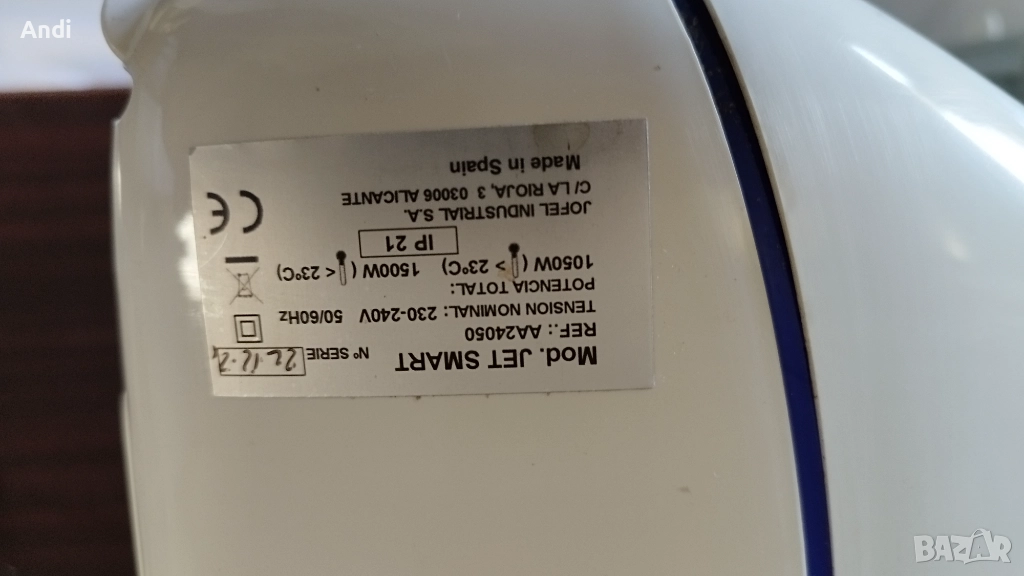 Andi
Mod. JET SMART
Nº SERIE
REF.: AA24050
TENSION NOMINAL: 230-240V 50/60Hz
POTENCIA TOTAL:
1050W ( > 23ºC) 1500W ( < 23ºC)
IP 21
JOFEL INDUSTRIAL S.A.
C/ LA RIOJA, 3 03006 ALICANTE
Made in Spain
CE
BAZAR